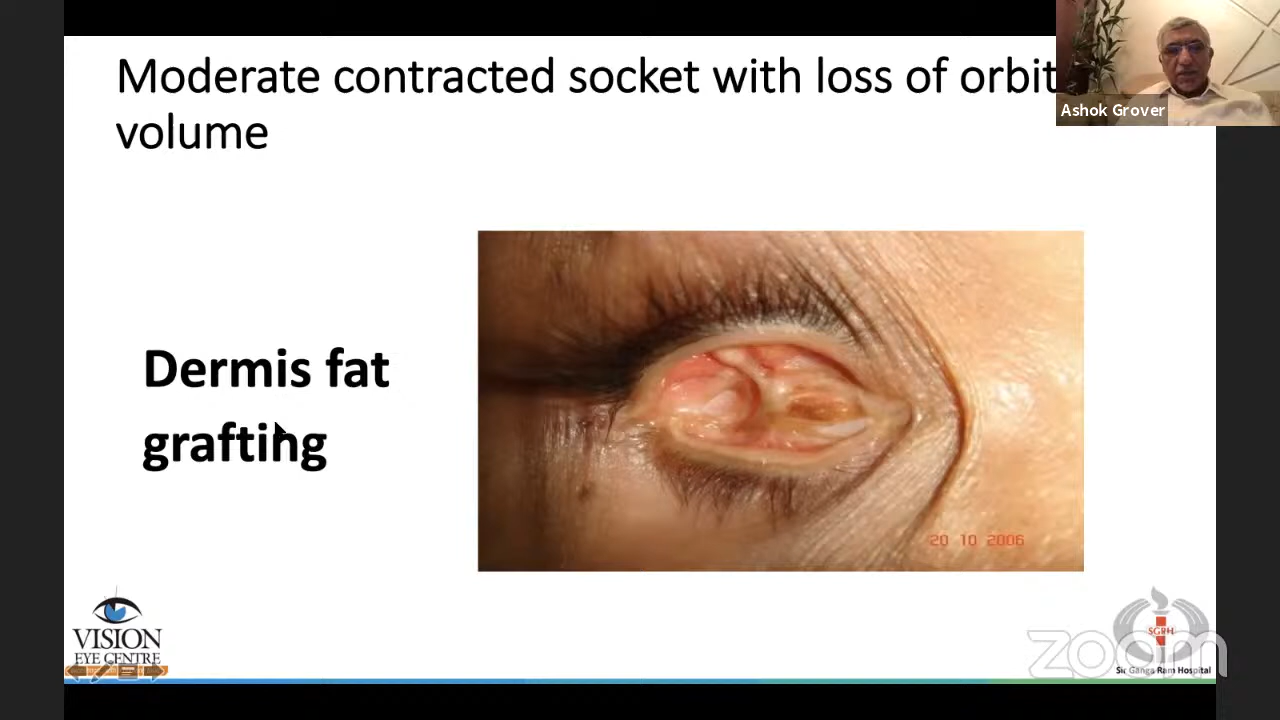 Moderate contracted socket with loss of orbit
volume
Ashok Grover
Dermis fat
grafting
20 10 2006
VISION
EYE CENTRE
SGRH
zoom
Sir Ganga Ram Hospital